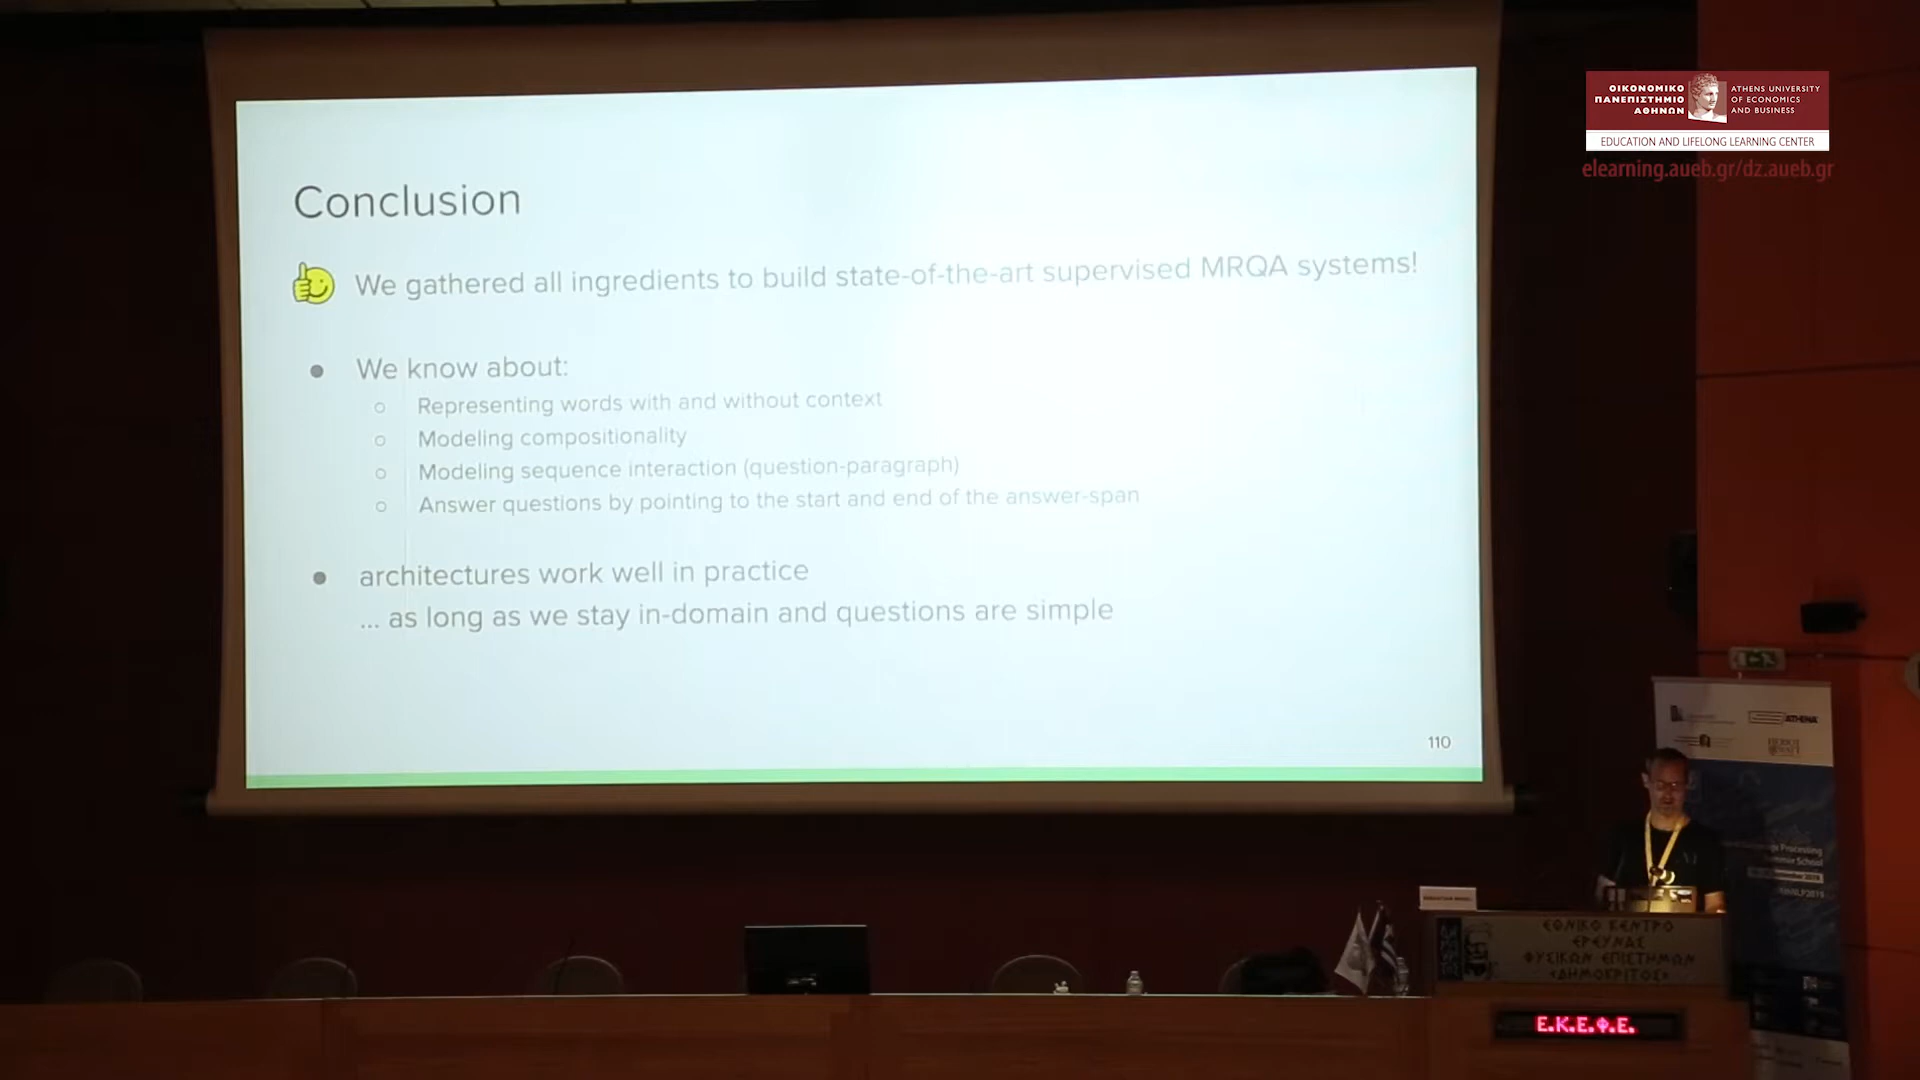 Conclusion
We gathered all ingredients to build state-of-the-art supervised MRQA systems!
● We know about:
○ Representing words with and without context
○ Modeling compositionality
○ Modeling sequence interaction (question-paragraph)
○ Answer questions by pointing to the start and end of the answer-span
● architectures work well in practice
... as long as we stay in-domain and questions are simple
110
ΟΙΚΟΝΟΜΙΚΟ
ΠΑΝΕΠΙΣΤΗΜΙΟ
ΑΘΗΝΩΝ
ATHENS UNIVERSITY
OF ECONOMICS
AND BUSINESS
EDUCATION AND LIFELONG LEARNING CENTER
elearning.aueb.gr/dz.aueb.gr
ATHENA
Processing
School
ΕΘΝΙΚΟ ΚΕΝΤΡΟ
ΕΡΕΥΝΑΣ
ΦΥΣΙΚΩΝ ΕΠΙΣΤΗΜΩΝ
«ΔΗΜΟΚΡΙΤΟΣ»
Ε.Κ.Ε.Φ.Ε.